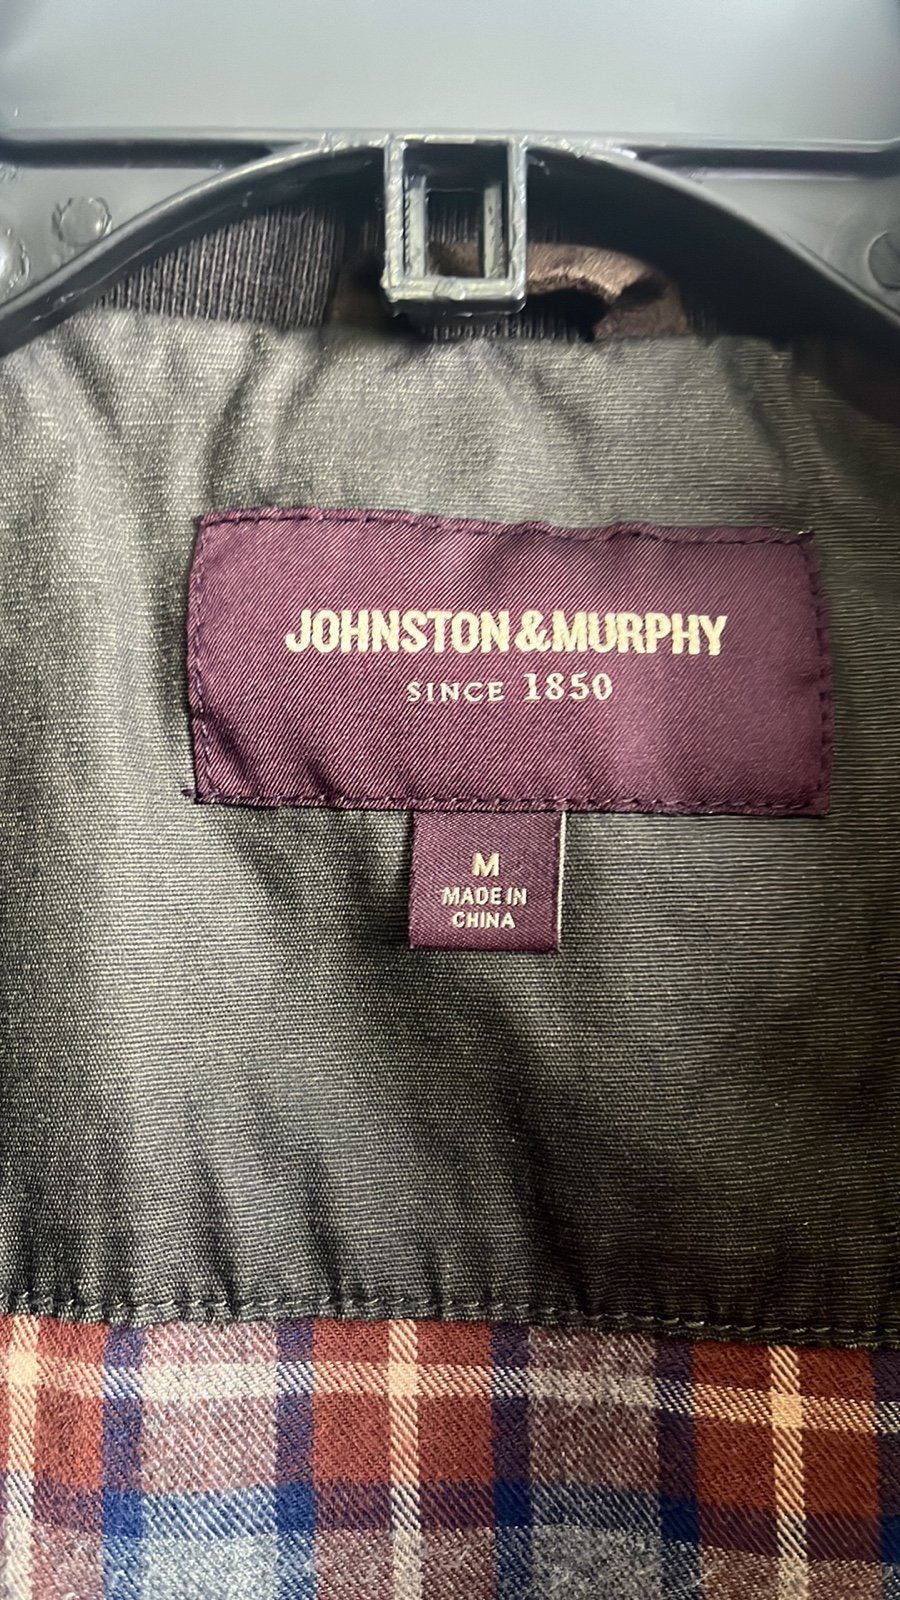 JOHNSTON & MURPHY
SINCE 1850
M
MADE IN
CHINA